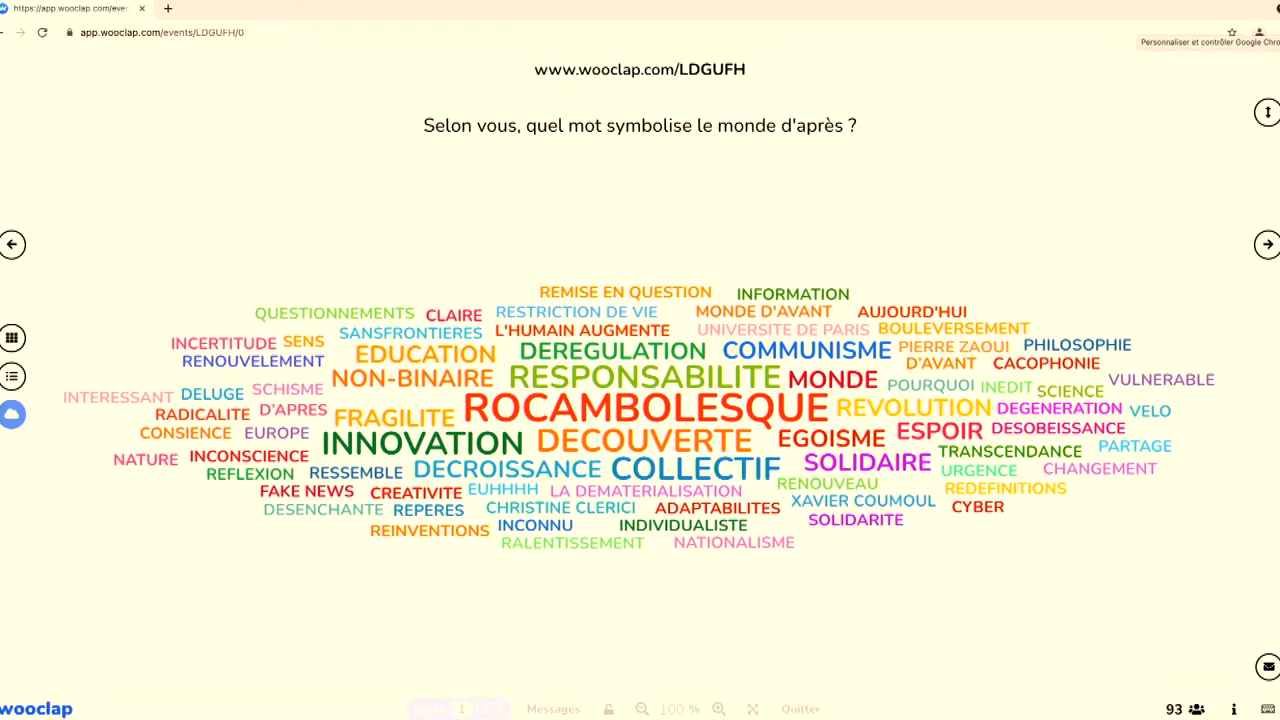 https://app.wooclap.com/ever
app.wooclap.com/events/LDGUFH/0
Personnaliser et contrôler Google Chro
www.wooclap.com/LDGUFH
Selon vous, quel mot symbolise le monde d'après ?
REMISE EN QUESTION INFORMATION
QUESTIONNEMENTS CLAIRE RESTRICTION DE VIE MONDE D'AVANT AUJOURD'HUI
INCERTITUDE SENS SANSFRONTIERES L'HUMAIN AUGMENTE UNIVERSITE DE PARIS BOULEVERSEMENT
RENOUVELEMENT EDUCATION DEREGULATION COMMUNISME PIERRE ZAOUI PHILOSOPHIE
NON-BINAIRE RESPONSABILITE MONDE D'AVANT CACOPHONIE
INTERESSANT DELUGE SCHISME POURQUOI INEDIT SCIENCE VULNERABLE
RADICALITE D'APRES FRAGILITE ROCAMBOLESQUE REVOLUTION DEGENERATION VELO
CONSIENCE EUROPE INNOVATION DECOUVERTE EGOISME ESPOIR DESOBEISSANCE
NATURE INCONSCIENCE TRANSCENDANCE PARTAGE
REFLEXION RESSEMBLE DECROISSANCE COLLECTIF SOLIDAIRE URGENCE CHANGEMENT
FAKE NEWS CREATIVITE EUHHHH LA DEMATERIALISATION RENOUVEAU REDEFINITIONS
DESENCHANTE REPERES CHRISTINE CLERICI ADAPTABILITES XAVIER COUMOUL CYBER
REINVENTIONS INCONNU INDIVIDUALISTE SOLIDARITE
RALENTISSEMENT NATIONALISME
wooclap
Messages 100 % Quitter
93